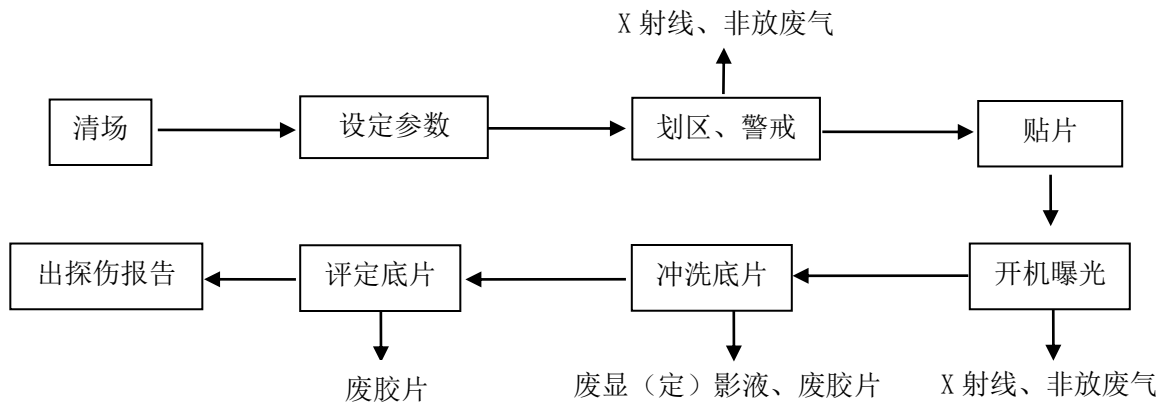 X 射线、非放废气
清场
设定参数
划区、警戒
贴片
出探伤报告
评定底片
冲洗底片
开机曝光
废胶片
废显（定）影液、废胶片
X 射线、非放废气